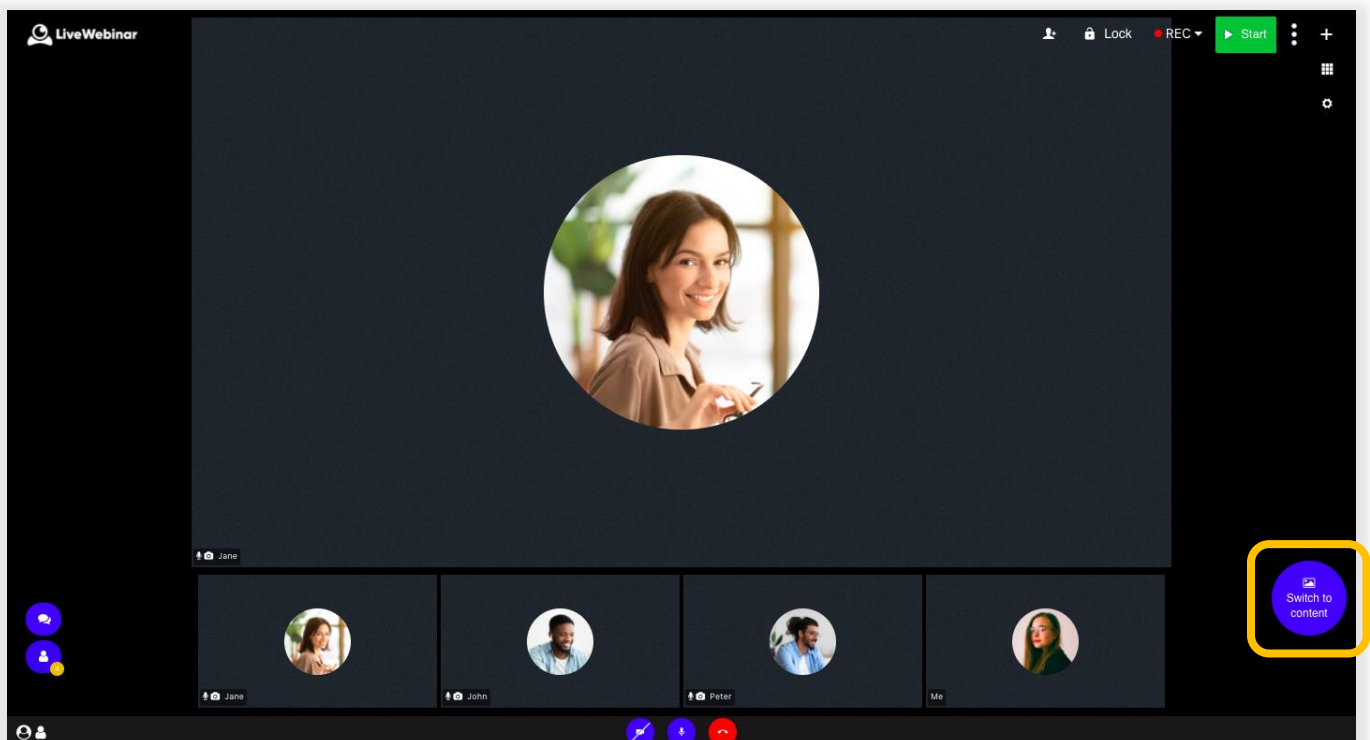 LiveWebinar
Lock
REC
Start
Jane
Switch to
content
Jane
John
Peter
Me